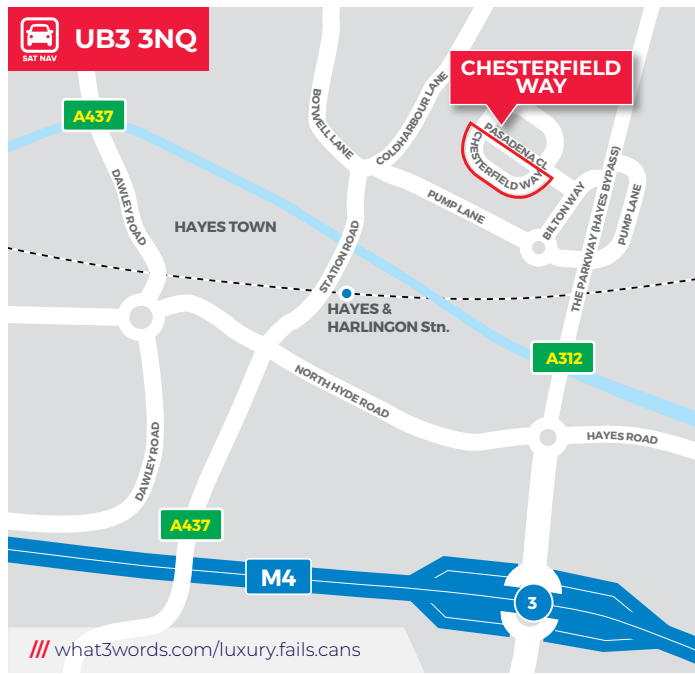 SAT NAV
UB3 3NQ
CHESTERFIELD
WAY
A437
BOTWELL LANE
COLDHARBOUR LANE
PASADENA CL
CHESTERFIELD WAY
DAWLEY ROAD
HAYES TOWN
PUMP LANE
BILTON WAY
PUMP LANE
THE PARKWAY (HAYES BYPASS)
STATION ROAD
HAYES &
HARLINGON Stn.
A312
NORTH HYDE ROAD
HAYES ROAD
DAWLEY ROAD
A437
M4
3
/// what3words.com/luxury.fails.cans